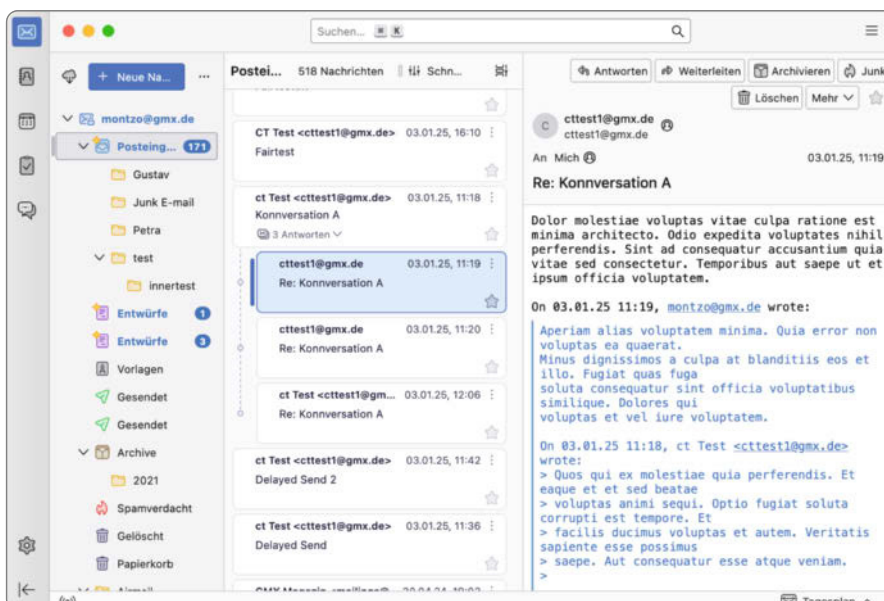 Suchen... ⌘ K
Neue Na... ...
montzo@gmx.de
Posteing... 171
Gustav
Junk E-mail
Petra
test
innertest
Entwürfe 1
Entwürfe 3
Vorlagen
Gesendet
Gesendet
Archive
2021
Spamverdacht
Gelöscht
Papierkorb
Postei... 518 Nachrichten Schn...
CT Test <cttest1@gmx.de> 03.01.25, 16:10
Fairtest
ct Test <cttest1@gmx.de> 03.01.25, 11:18
Konnversation A
3 Antworten
cttest1@gmx.de 03.01.25, 11:19
Re: Konnversation A
cttest1@gmx.de 03.01.25, 11:20
Re: Konnversation A
ct Test <cttest1@gm... 03.01.25, 12:06
Re: Konnversation A
ct Test <cttest1@gmx.de> 03.01.25, 11:42
Delayed Send 2
ct Test <cttest1@gmx.de> 03.01.25, 11:36
Delayed Send
Antworten Weiterleiten Archivieren Junk
Löschen Mehr
C cttest1@gmx.de
cttest1@gmx.de
An Mich 03.01.25, 11:19
Re: Konnversation A
Dolor molestiae voluptas vitae culpa ratione est
minima architecto. Odio expedita voluptates nihil
perferendis. Sint ad consequatur accusantium quia
vitae sed consectetur. Temporibus aut saepe ut et
ipsum officia voluptatem.
On 03.01.25 11:19, montzo@gmx.de wrote:
Aperiam alias voluptatem minima. Quia error non
voluptas ea quaerat.
Minus dignissimos a culpa at blanditiis eos et
illo. Fugiat quas fuga
soluta consequatur sint officia voluptatibus
similique. Dolores qui
voluptas et vel iure voluptatem.
On 03.01.25 11:18, ct Test <cttest1@gmx.de>
wrote:
> Quos qui ex molestiae quia perferendis. Et
eaque et et sed beatae
> voluptas animi sequi. Optio fugiat soluta
corrupti est tempore. Et
> facilis ducimus voluptas et autem. Veritatis
sapiente esse possimus
> saepe. Aut consequatur esse atque veniam.
>